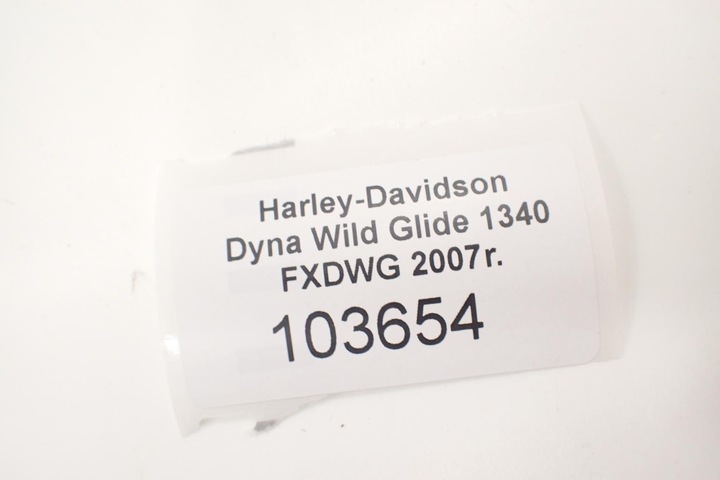 Harley-Davidson
Dyna Wild Glide 1340
FXDWG 2007r.
103654